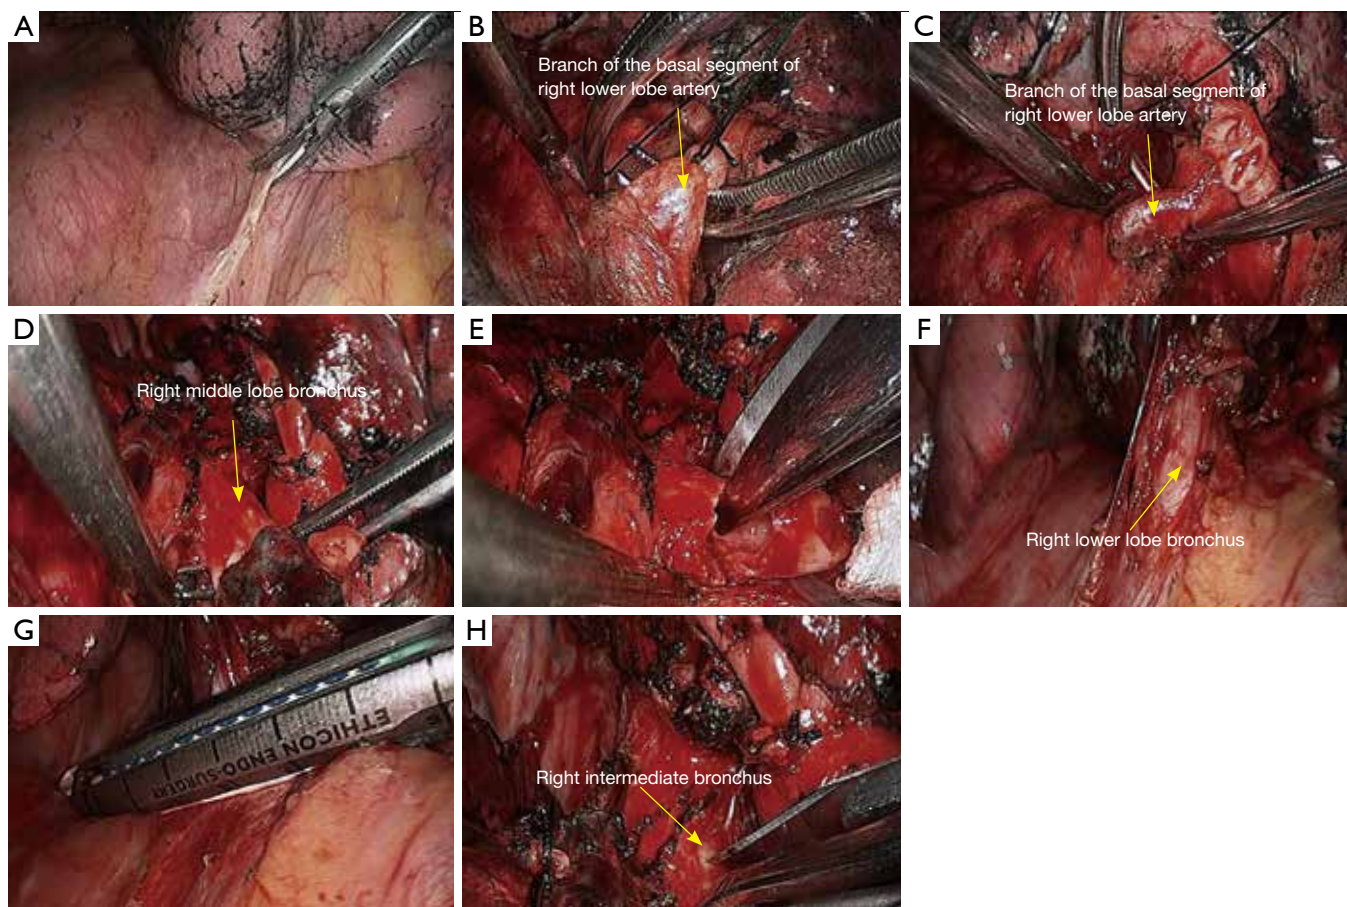 A
B
Branch of the basal segment of
right lower lobe artery
C
Branch of the basal segment of
right lower lobe artery
D
Right middle lobe bronchus
E
F
Right lower lobe bronchus
G
ETHICON ENDO-SURGERY
H
Right intermediate bronchus